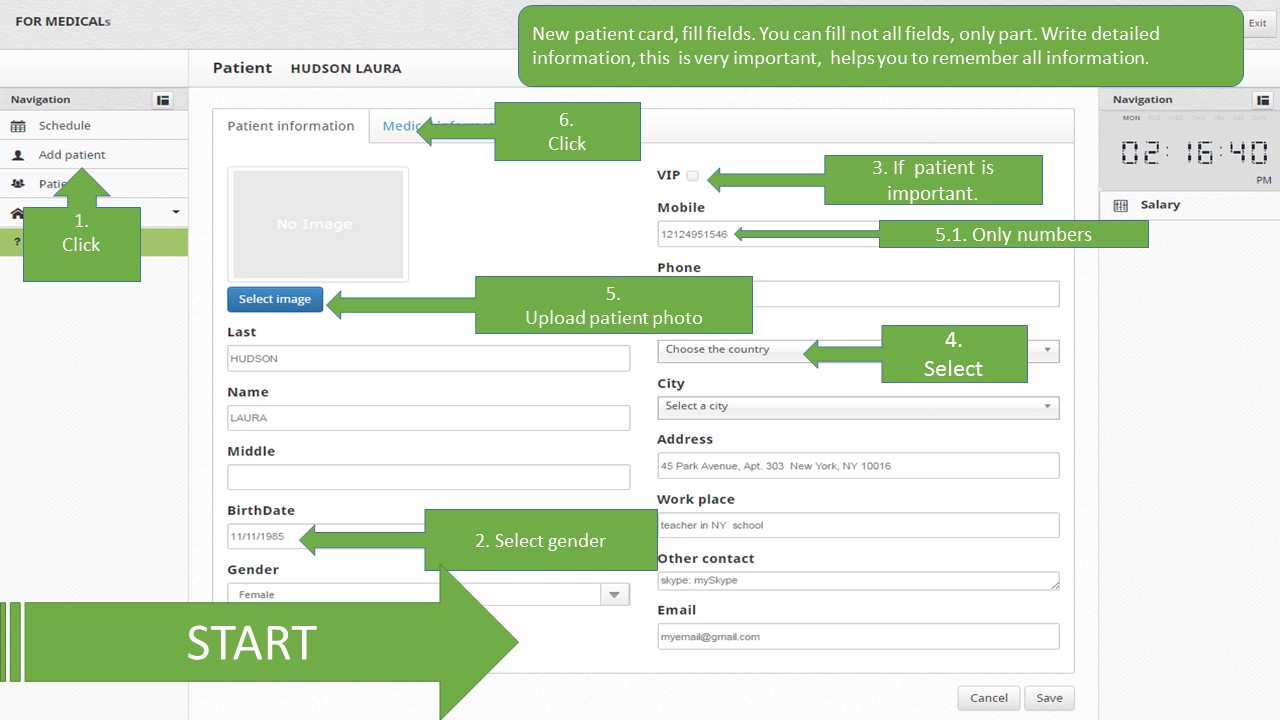 FOR MEDICALs
New patient card, fill fields. You can fill not all fields, only part. Write detailed
information, this  is very important,  helps you to remember all information.
Exit
Patient HUDSON LAURA
Navigation
Schedule
Add patient
1.
Click
?
Patient information
6.
Click
No Image
Select image
5.
Upload patient photo
Last
HUDSON
Name
LAURA
Middle
BirthDate
11/11/1985
2. Select gender
Gender
Female
START
VIP
3. If  patient is
important.
Mobile
12124951546
5.1. Only numbers
Phone
Choose the country
4.
Select
City
Select a city
Address
45 Park Avenue, Apt. 303  New York, NY 10016
Work place
teacher in NY  school
Other contact
skype: mySkype
Email
myemail@gmail.com
Cancel
Save
Navigation
MON TUE WED THU FRI SAT SUN
02:16:40
PM
Salary